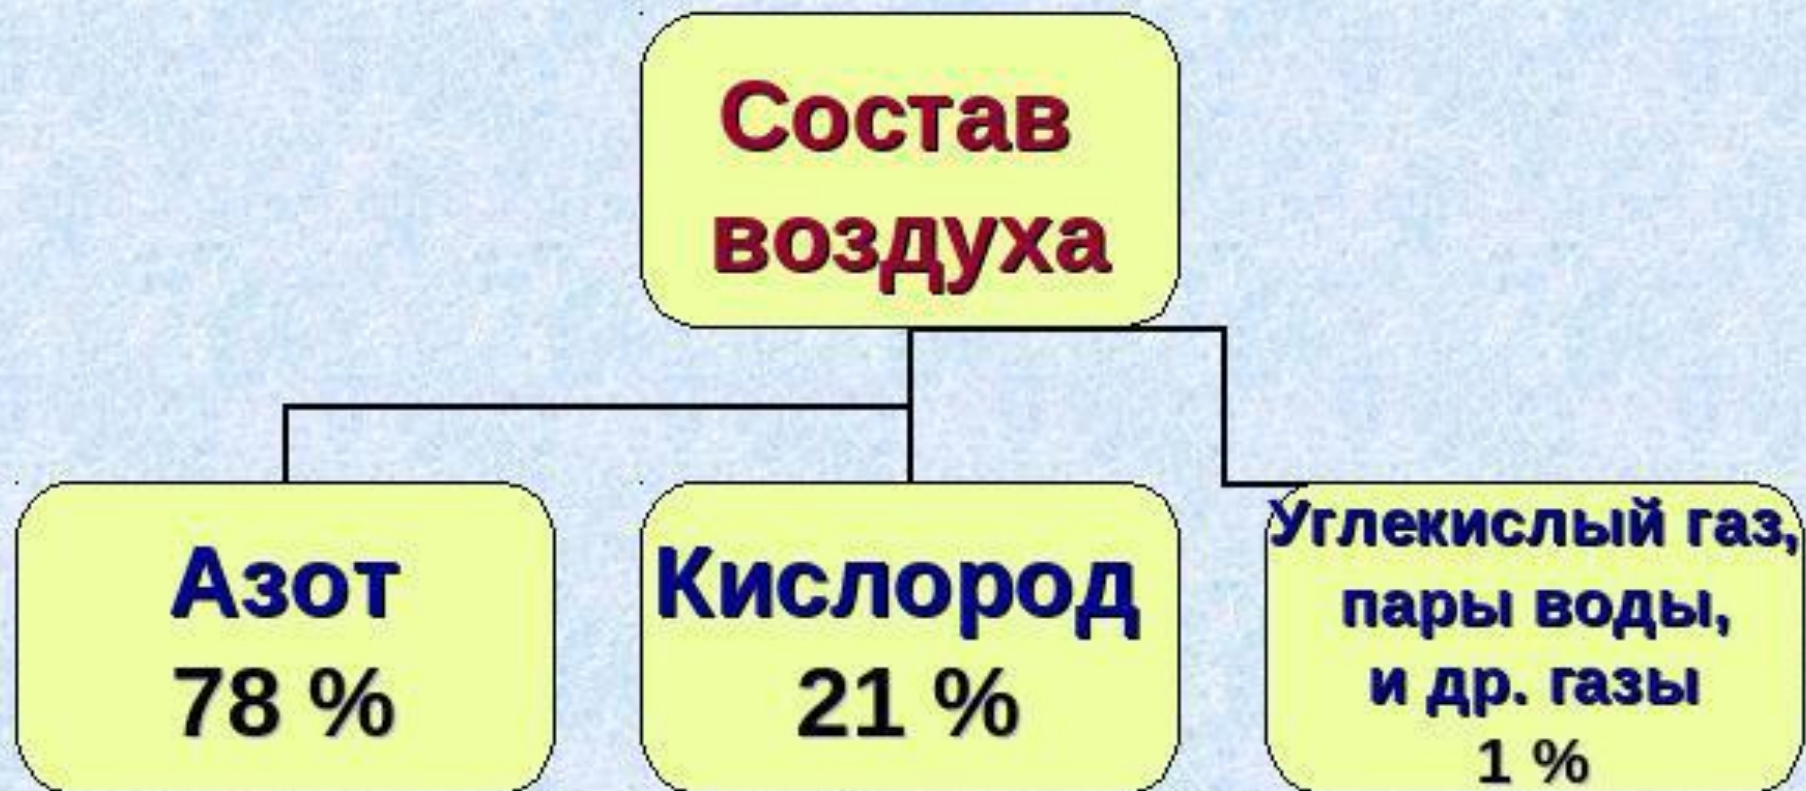 Состав
воздуха
Азот
78 %
Кислород
21 %
Углекислый газ,
пары воды,
и др. газы
1 %